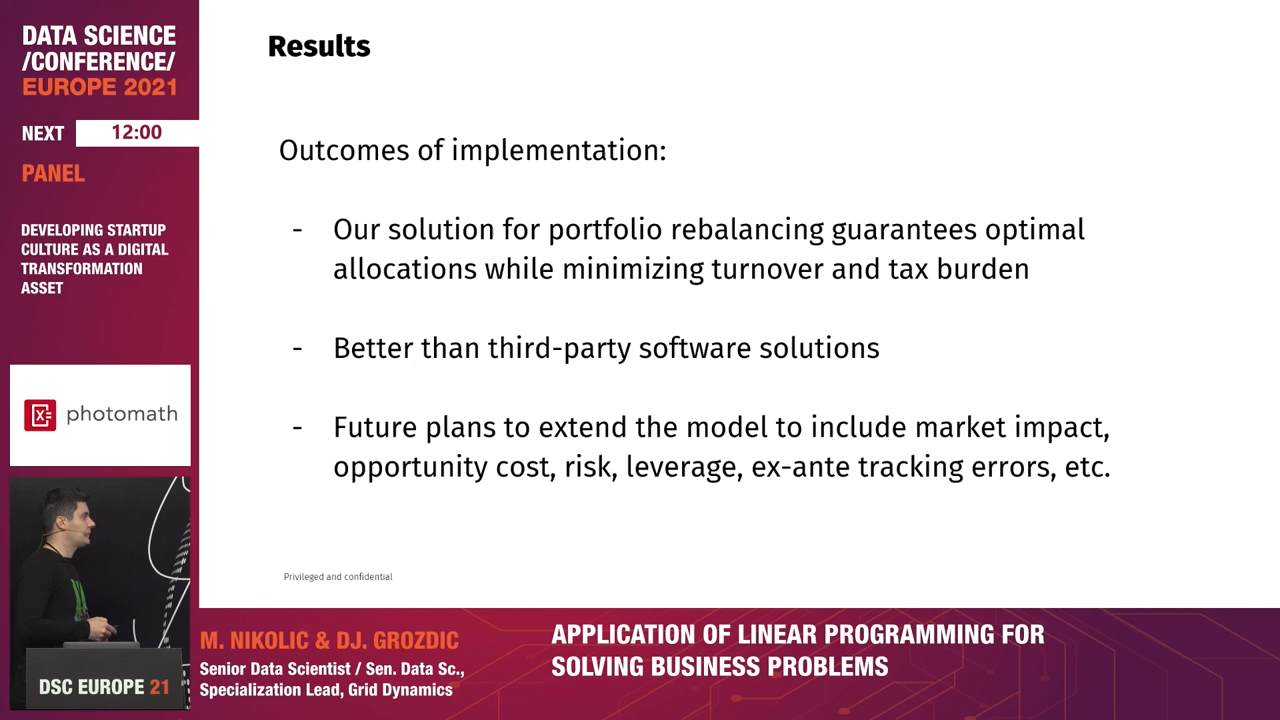 DATA SCIENCE
/CONFERENCE/
EUROPE 2021
NEXT
12:00
PANEL
DEVELOPING STARTUP
CULTURE AS A DIGITAL
TRANSFORMATION
ASSET
photomath
DSC EUROPE 21
Results
Outcomes of implementation:
- Our solution for portfolio rebalancing guarantees optimal
allocations while minimizing turnover and tax burden
- Better than third-party software solutions
- Future plans to extend the model to include market impact,
opportunity cost, risk, leverage, ex-ante tracking errors, etc.
Privileged and confidential
M. NIKOLIC & DJ. GROZDIC
Senior Data Scientist / Sen. Data Sc.,
Specialization Lead, Grid Dynamics
APPLICATION OF LINEAR PROGRAMMING FOR
SOLVING BUSINESS PROBLEMS